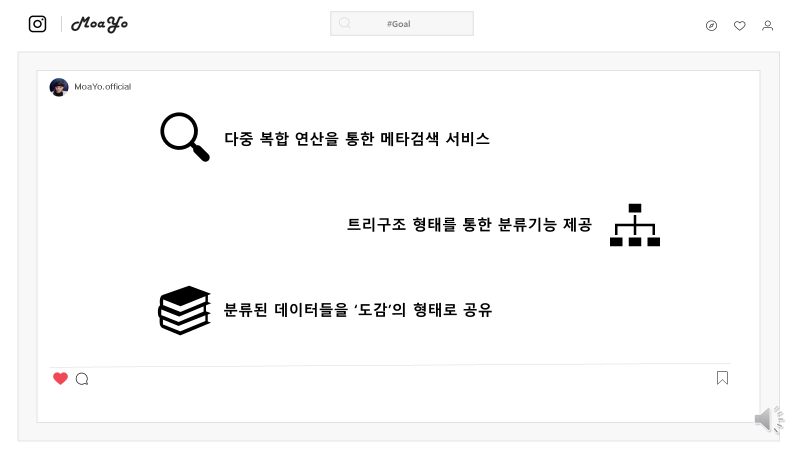 MoaYo
#Goal
MoaYo.official
다중 복합 연산을 통한 메타검색 서비스
트리구조 형태를 통한 분류기능 제공
분류된 데이터들을 ‘도감’의 형태로 공유